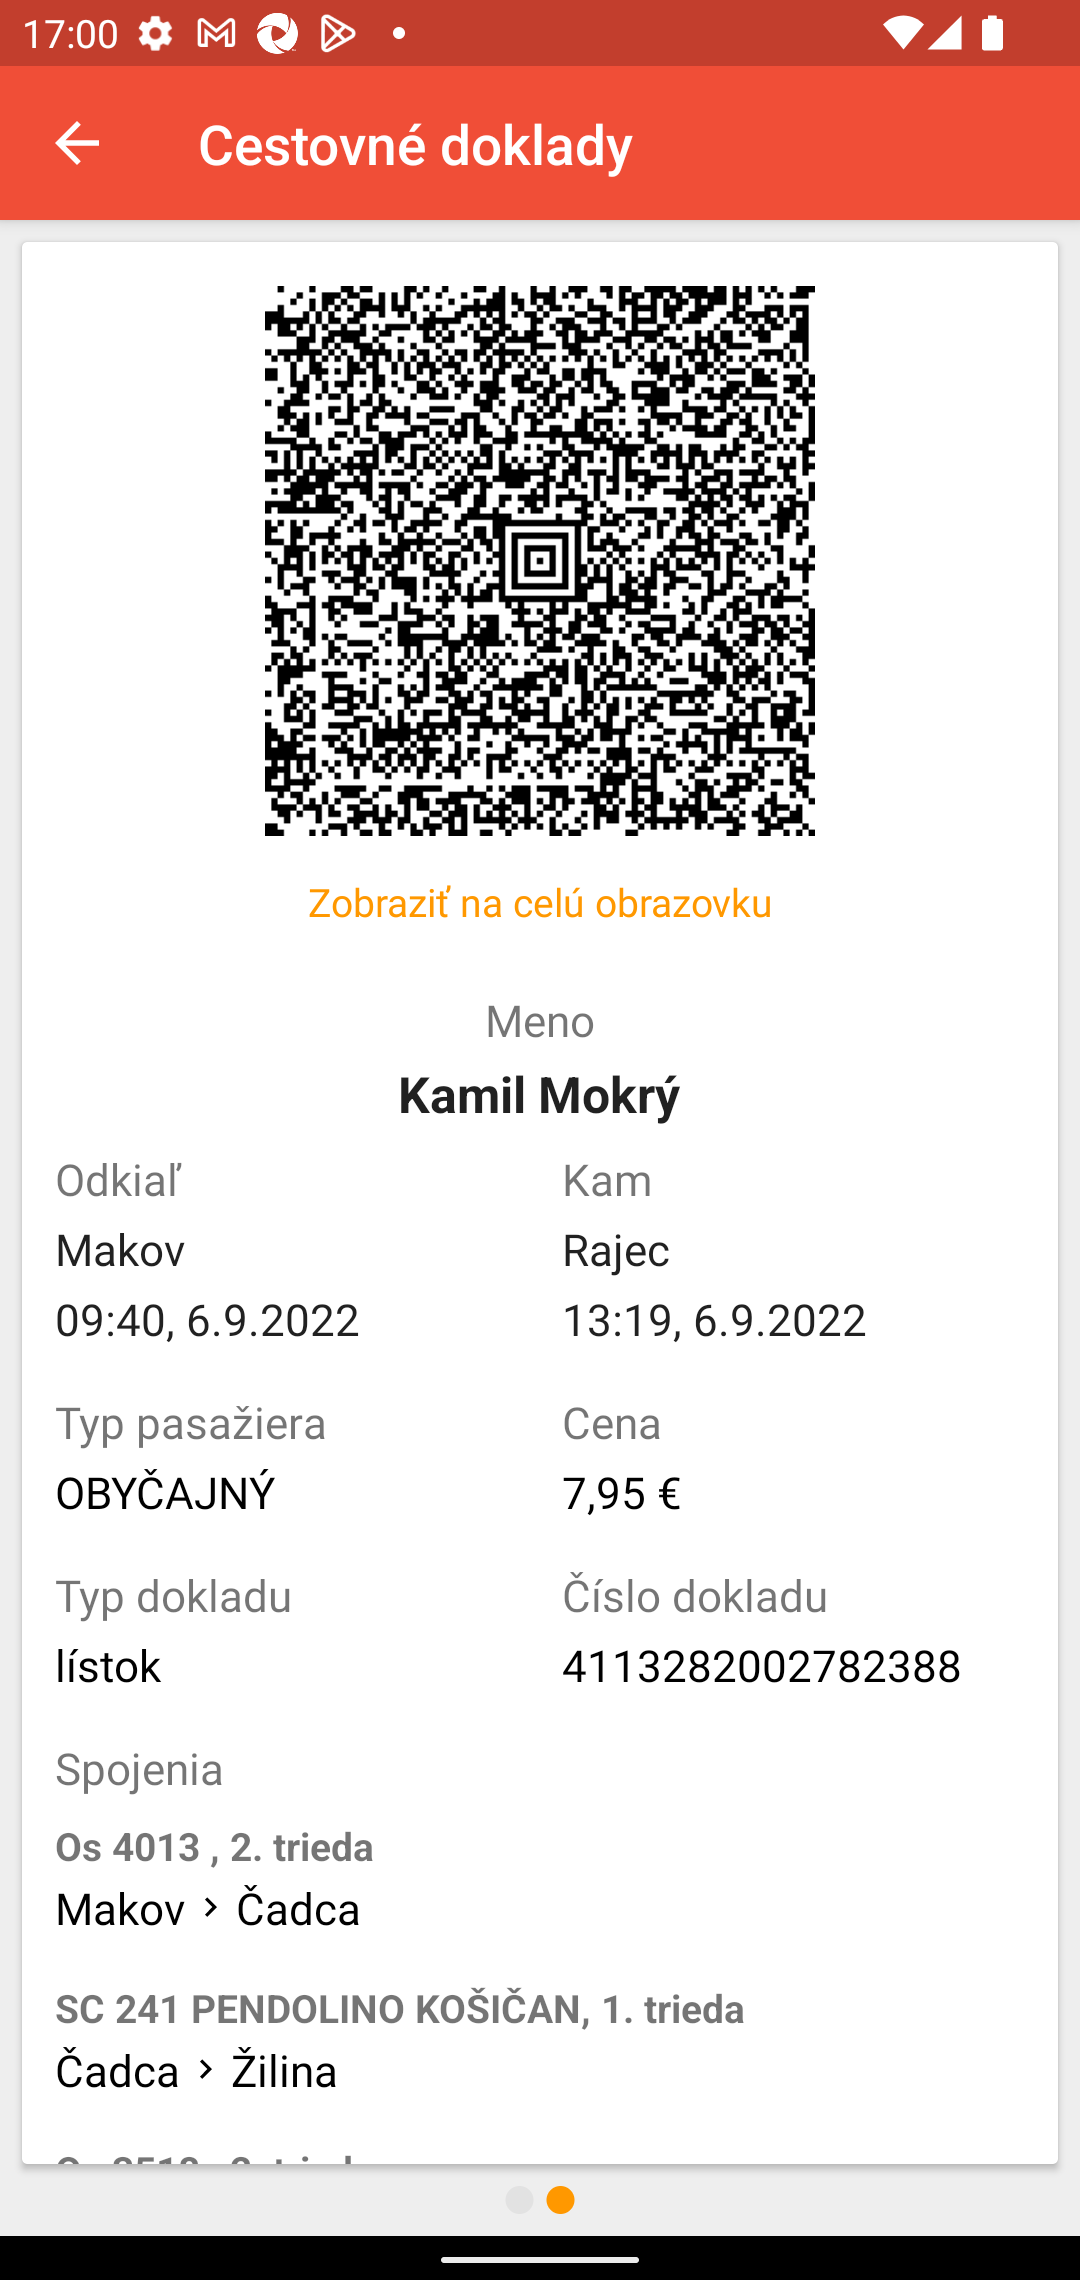 17:00
Cestovné doklady
Zobraziť na celú obrazovku
Meno
Kamil Mokrý
Odkiaľ
Kam
Makov
Rajec
09:40, 6.9.2022
13:19, 6.9.2022
Typ pasažiera
Cena
OBYČAJNÝ
7,95 €
Typ dokladu
Číslo dokladu
lístok
4113282002782388
Spojenia
Os 4013 , 2. trieda
Makov > Čadca
SC 241 PENDOLINO KOŠIČAN, 1. trieda
Čadca > Žilina